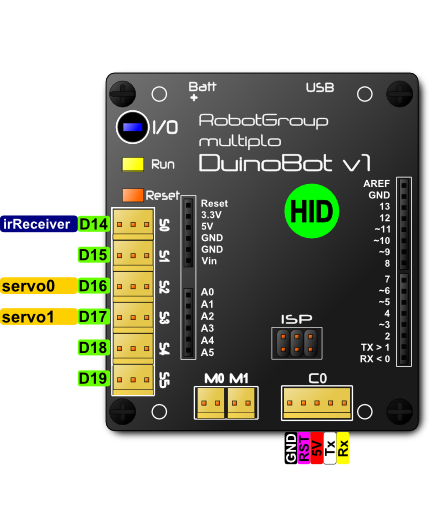 Batt
+
USB
I/O
RobotGroup
multiplo
DuinoBot v1
Run
Reset
HID
irReceiver D14 S0
D15 S1
servo0 D16 S2
servo1 D17 S3
D18 S4
D19 S5
Reset
3.3V
5V
GND
GND
Vin
A0
A1
A2
A3
A4
A5
AREF
GND
13
12
~11
~10
~9
8
7
~6
~5
4
~3
2
TX > 1
RX < 0
ISP
M0 M1
C0
GND
RST
5V
Tx
Rx